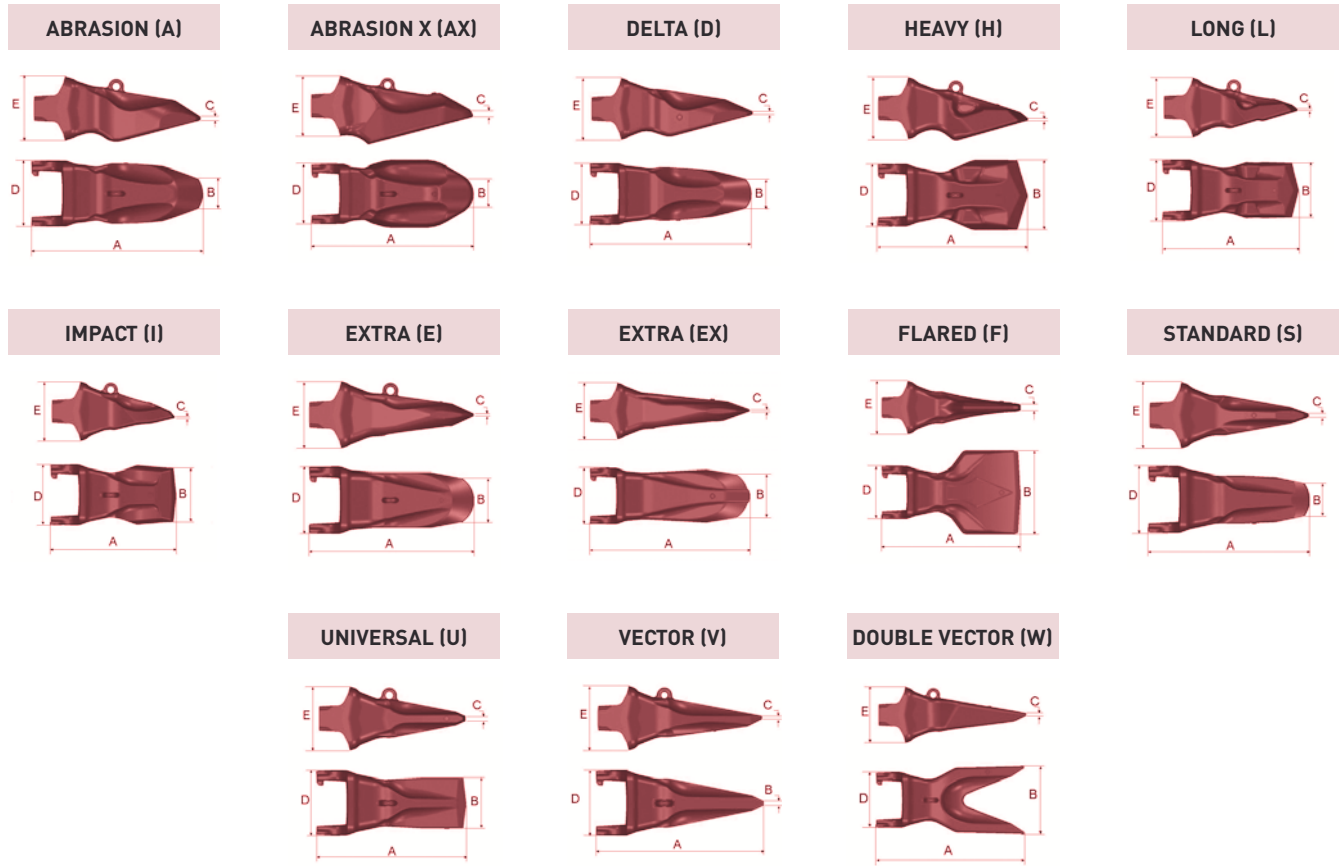 ABRASION (A)
ABRASION X (AX)
DELTA (D)
HEAVY (H)
LONG (L)
E
C
D
B
A
E
C
D
B
A
E
C
D
B
A
E
C
D
B
A
E
C
D
B
A
IMPACT (I)
EXTRA (E)
EXTRA (EX)
FLARED (F)
STANDARD (S)
E
C
D
B
A
E
C
D
B
A
E
C
D
B
A
E
C
D
B
A
E
C
D
B
A
UNIVERSAL (U)
VECTOR (V)
DOUBLE VECTOR (W)
E
C
D
B
A
E
C
D
B
A
E
C
D
B
A